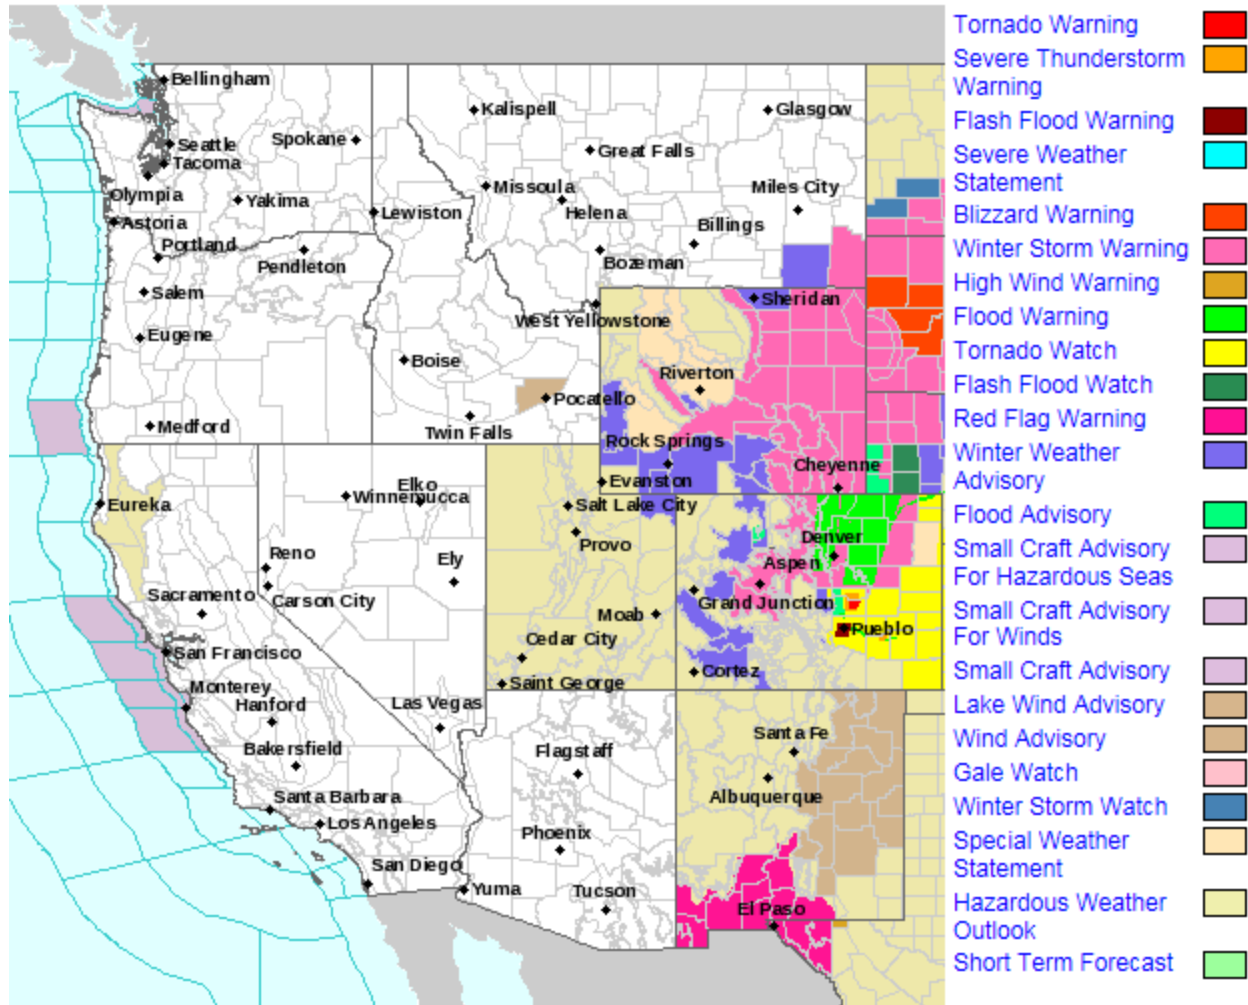 Bellingham
Kalispell
Glasgow
Spokane
Seattle
Great Falls
Tacoma
Missoula
Miles City
Olympia
Yakima
Helena
Lewiston
Astoria
Billings
Portland
Pendleton
Bozeman
Salem
Sheridan
West Yellowstone
Eugene
Boise
Riverton
Pocatello
Medford
Twin Falls
Rock Springs
Cheyenne
Evanston
Elko
Winnemucca
Eureka
Salt Lake City
Denver
Provo
Reno
Ely
Aspen
Sacramento
Carson City
Grand Junction
Moab
Pueblo
Cedar City
San Francisco
Cortez
Saint George
Monterey
Hanford
Las Vegas
Santa Fe
Bakersfield
Flagstaff
Albuquerque
Santa Barbara
Los Angeles
Phoenix
San Diego
Yuma
Tucson
El Paso
Tornado Warning
Severe Thunderstorm
Warning
Flash Flood Warning
Severe Weather
Statement
Blizzard Warning
Winter Storm Warning
High Wind Warning
Flood Warning
Tornado Watch
Flash Flood Watch
Red Flag Warning
Winter Weather
Advisory
Flood Advisory
Small Craft Advisory
For Hazardous Seas
Small Craft Advisory
For Winds
Small Craft Advisory
Lake Wind Advisory
Wind Advisory
Gale Watch
Winter Storm Watch
Special Weather
Statement
Hazardous Weather
Outlook
Short Term Forecast